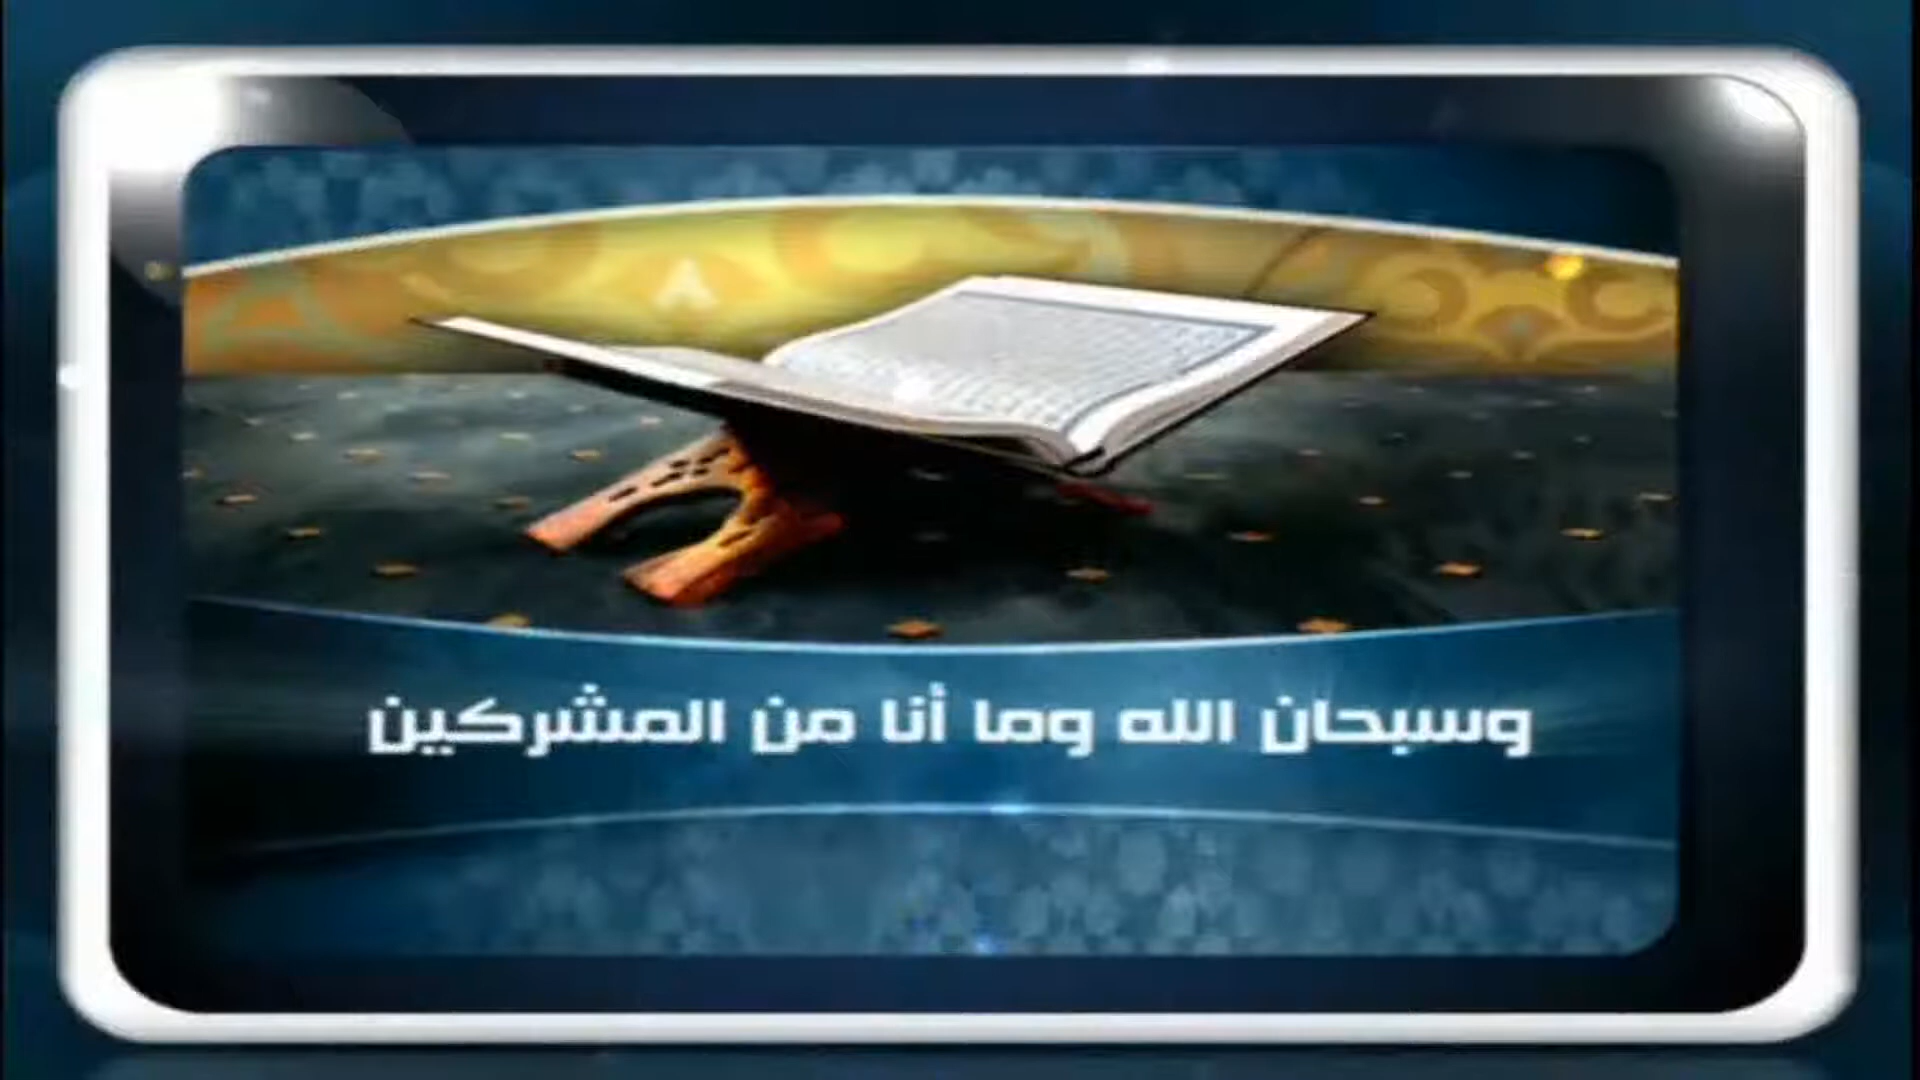 وسبحان الله وما أنا من المشركين